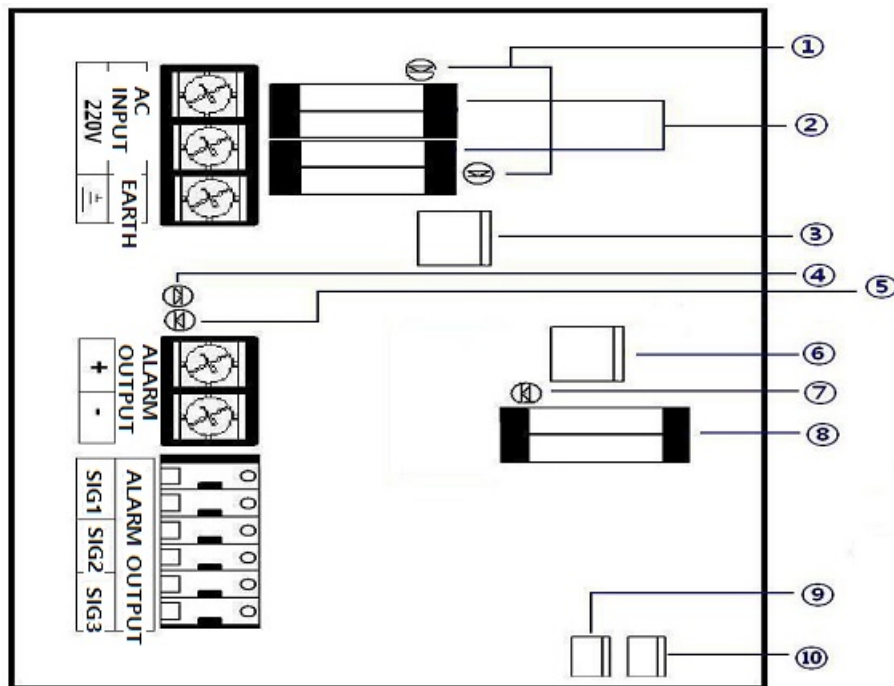 AC INPUT
220V
EARTH
ALARM OUTPUT
+
-
ALARM OUTPUT
SIG1
SIG2
SIG3
①
②
③
④
⑤
⑥
⑦
⑧
⑨
⑩